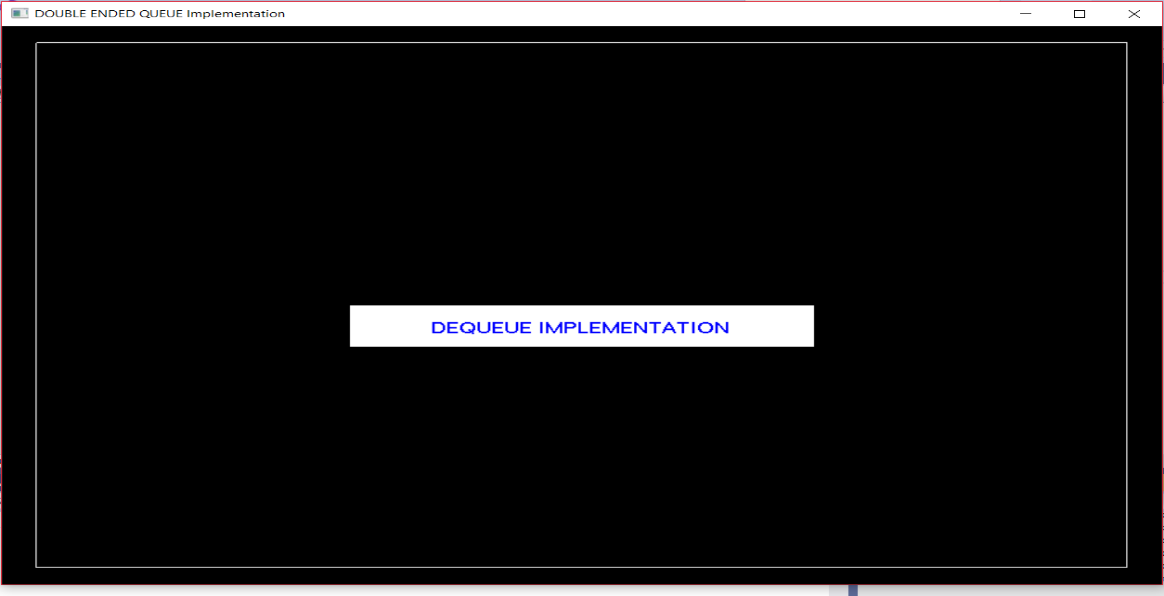 DOUBLE ENDED QUEUE Implementation
DEQUEUE IMPLEMENTATION